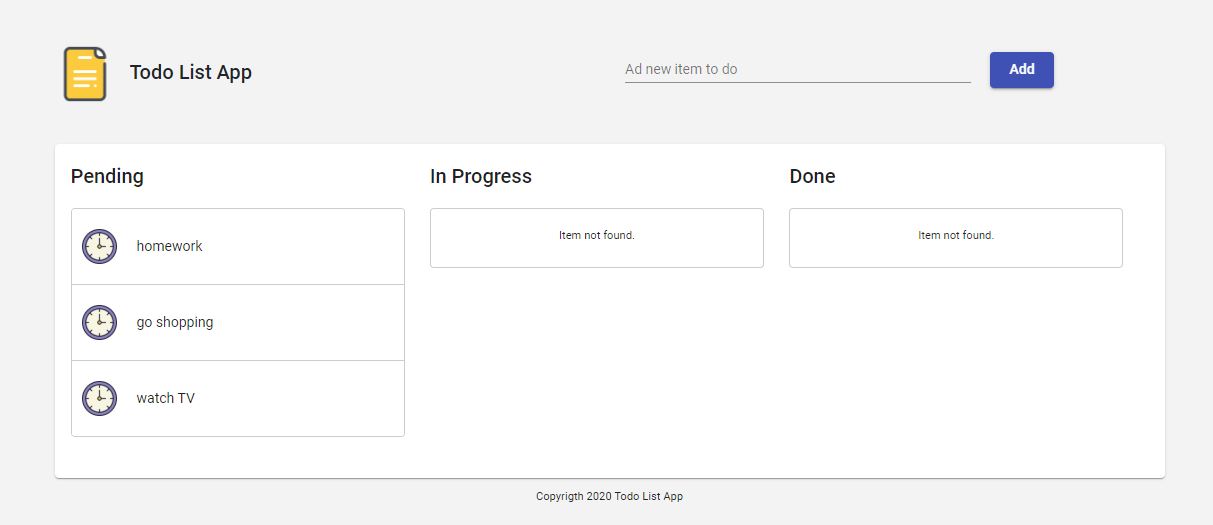 Todo List App
Ad new item to do
Add
Pending
homework
go shopping
watch TV
In Progress
Item not found.
Done
Item not found.
Copyrigth 2020 Todo List App